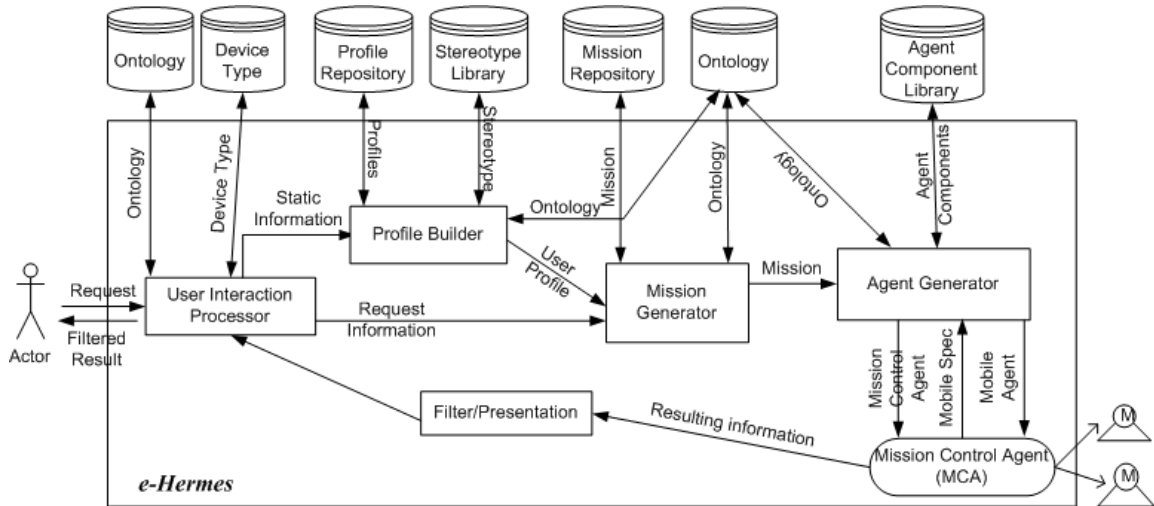 Ontology
Device
Type
Profile
Repository
Stereotype
Library
Mission
Repository
Ontology
Agent
Component
Library
Ontology
Device Type
Profiles
Stereotype
Mission
Ontology
Ontology
Agent
Components
Static
Information
Profile Builder
Ontology
User
Profile
Mission
Generator
Mission
Agent Generator
Request
User Interaction
Processor
Request
Information
Filtered
Result
Actor
Mission
Control
Agent
Mobile Spec
Mobile
Agent
Filter/Presentation
Resulting information
Mission Control Agent
(MCA)
M
M
e-Hermes